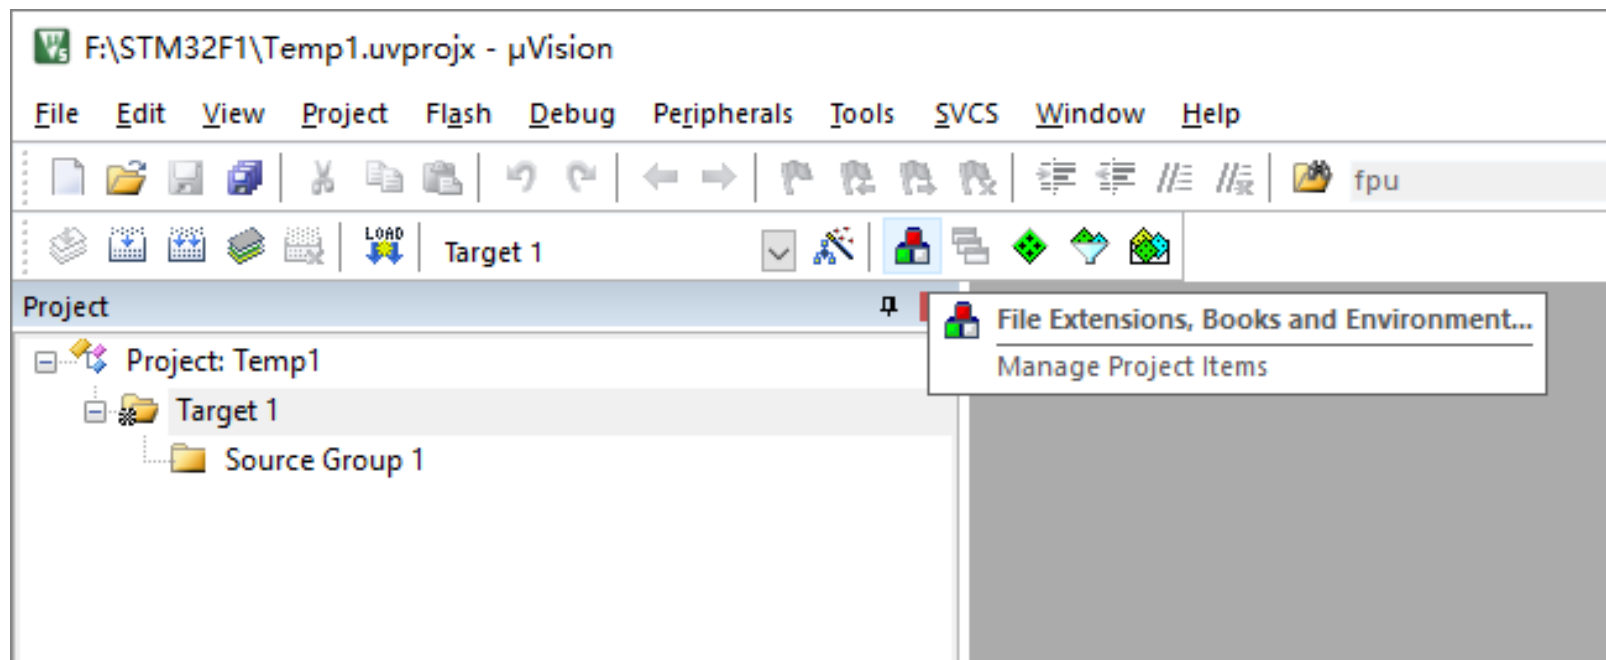 F:\STM32F1\Temp1.uvprojx - µVision
File Edit View Project Flash Debug Peripherals Tools SVCS Window Help
fpu
LOAD Target 1
Project
File Extensions, Books and Environment...
Manage Project Items
Project: Temp1
Target 1
Source Group 1